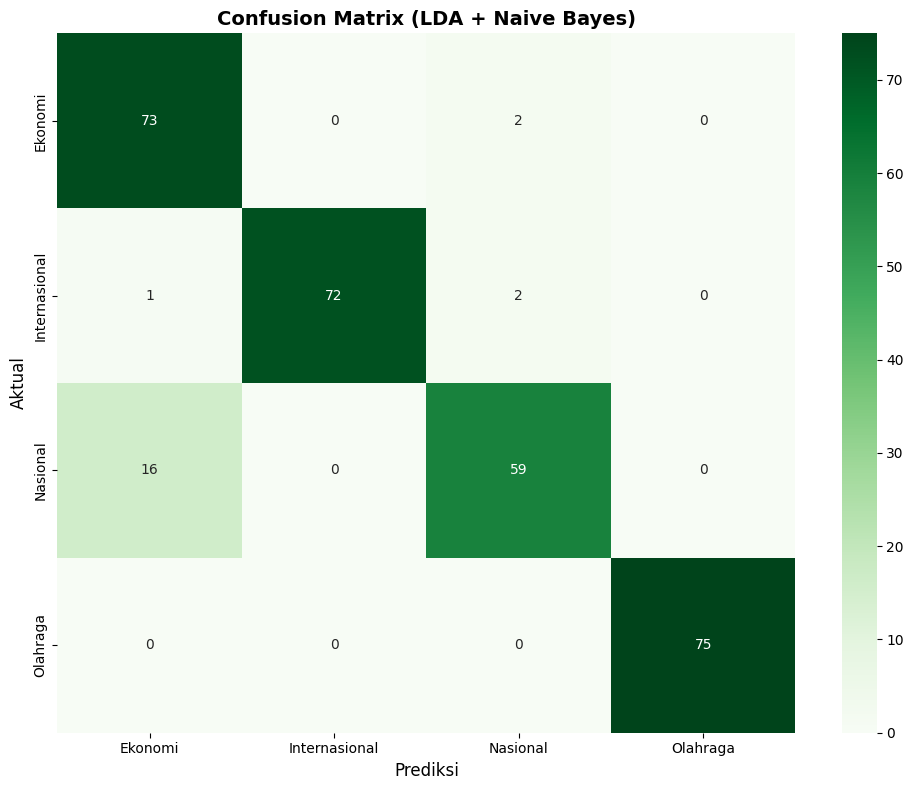 Confusion Matrix (LDA + Naive Bayes)
Aktual
Ekonomi
73 0 2 0
Internasional
1 72 2 0
Nasional
16 0 59 0
Olahraga
0 0 0 75
Ekonomi Internasional Nasional Olahraga
Prediksi
70
60
50
40
30
20
10
0